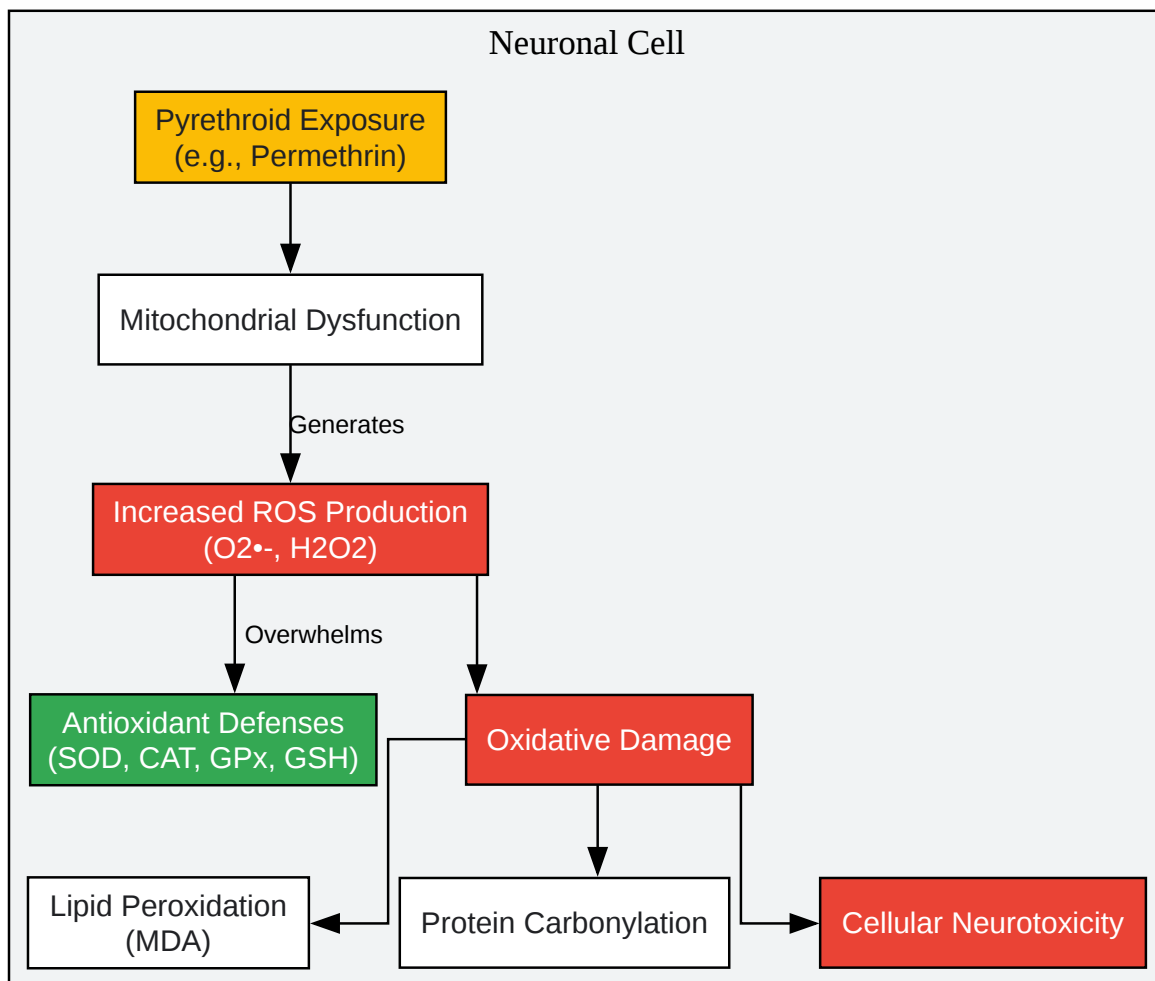 Neuronal Cell
Pyrethroid Exposure
(e.g., Permethrin)
Mitochondrial Dysfunction
Generates
Increased ROS Production
(O2•-, H2O2)
Overwhelms
Antioxidant Defenses
(SOD, CAT, GPx, GSH)
Oxidative Damage
Lipid Peroxidation
(MDA)
Protein Carbonylation
Cellular Neurotoxicity